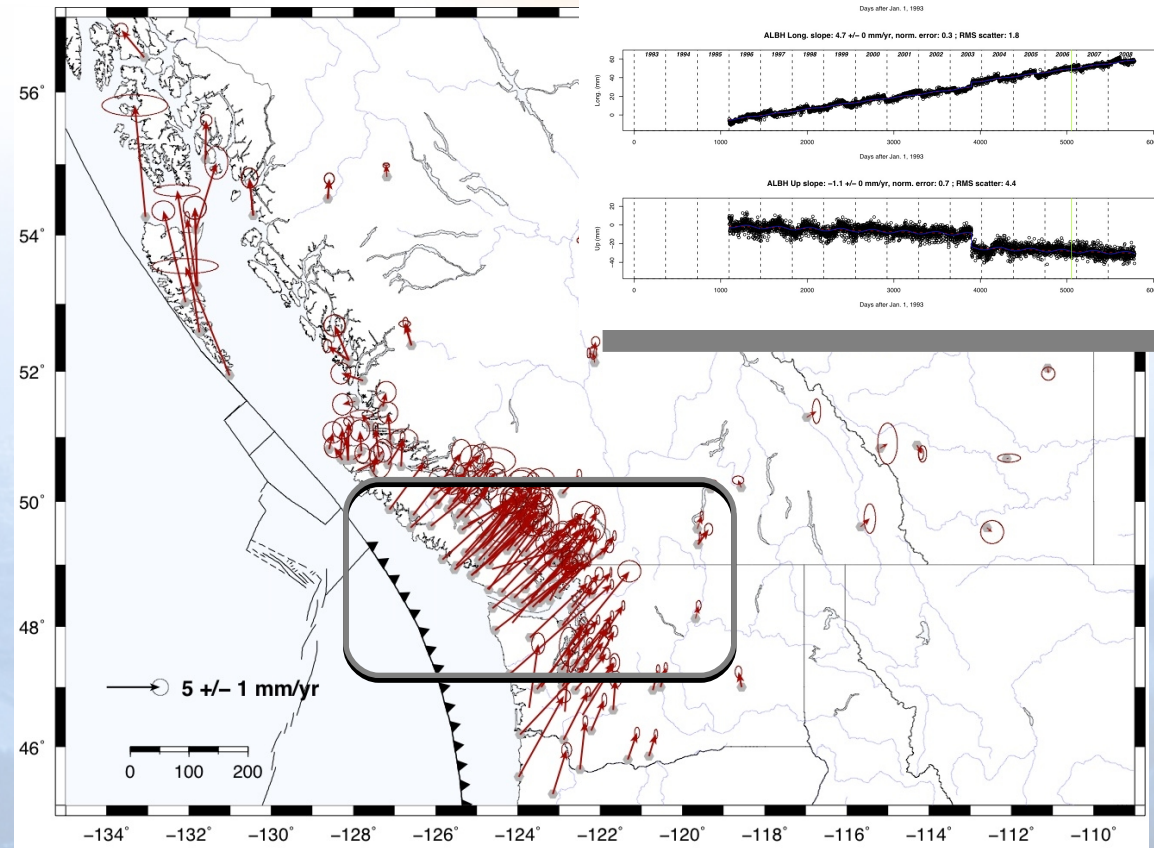 Days after Jan. 1, 1993
ALBH Long. slope: 4.7 +/− 0 mm/yr, norm. error: 0.3 ; RMS scatter: 1.8
1993 1994 1995 1996 1997 1998 1999 2000 2001 2002 2003 2004 2005 2006 2007 2008
Long. (mm)
60
40
20
0
0 1000 2000 3000 4000 5000
Days after Jan. 1, 1993
ALBH Up slope: −1.1 +/− 0 mm/yr, norm. error: 0.7 ; RMS scatter: 4.4
Up (mm)
20
0
−20
−40
0 1000 2000 3000 4000 5000
Days after Jan. 1, 1993
56°
54°
52°
50°
48°
46°
5 +/− 1 mm/yr
0 100 200
−134° −132° −130° −128° −126° −124° −122° −120° −118° −116° −114° −112° −110°